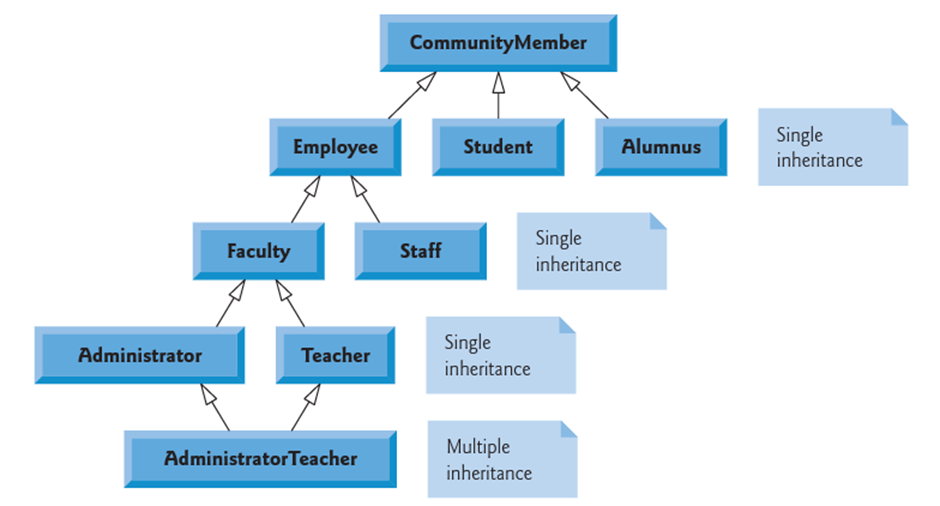 CommunityMember
Employee
Student
Alumnus
Single
inheritance
Faculty
Staff
Single
inheritance
Administrator
Teacher
Single
inheritance
AdministratorTeacher
Multiple
inheritance